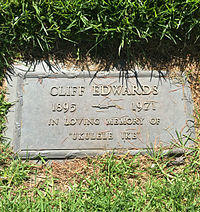 CLIFF EDWARDS
1895 1971
IN LOVING MEMORY OF
"UKULELE IKE"